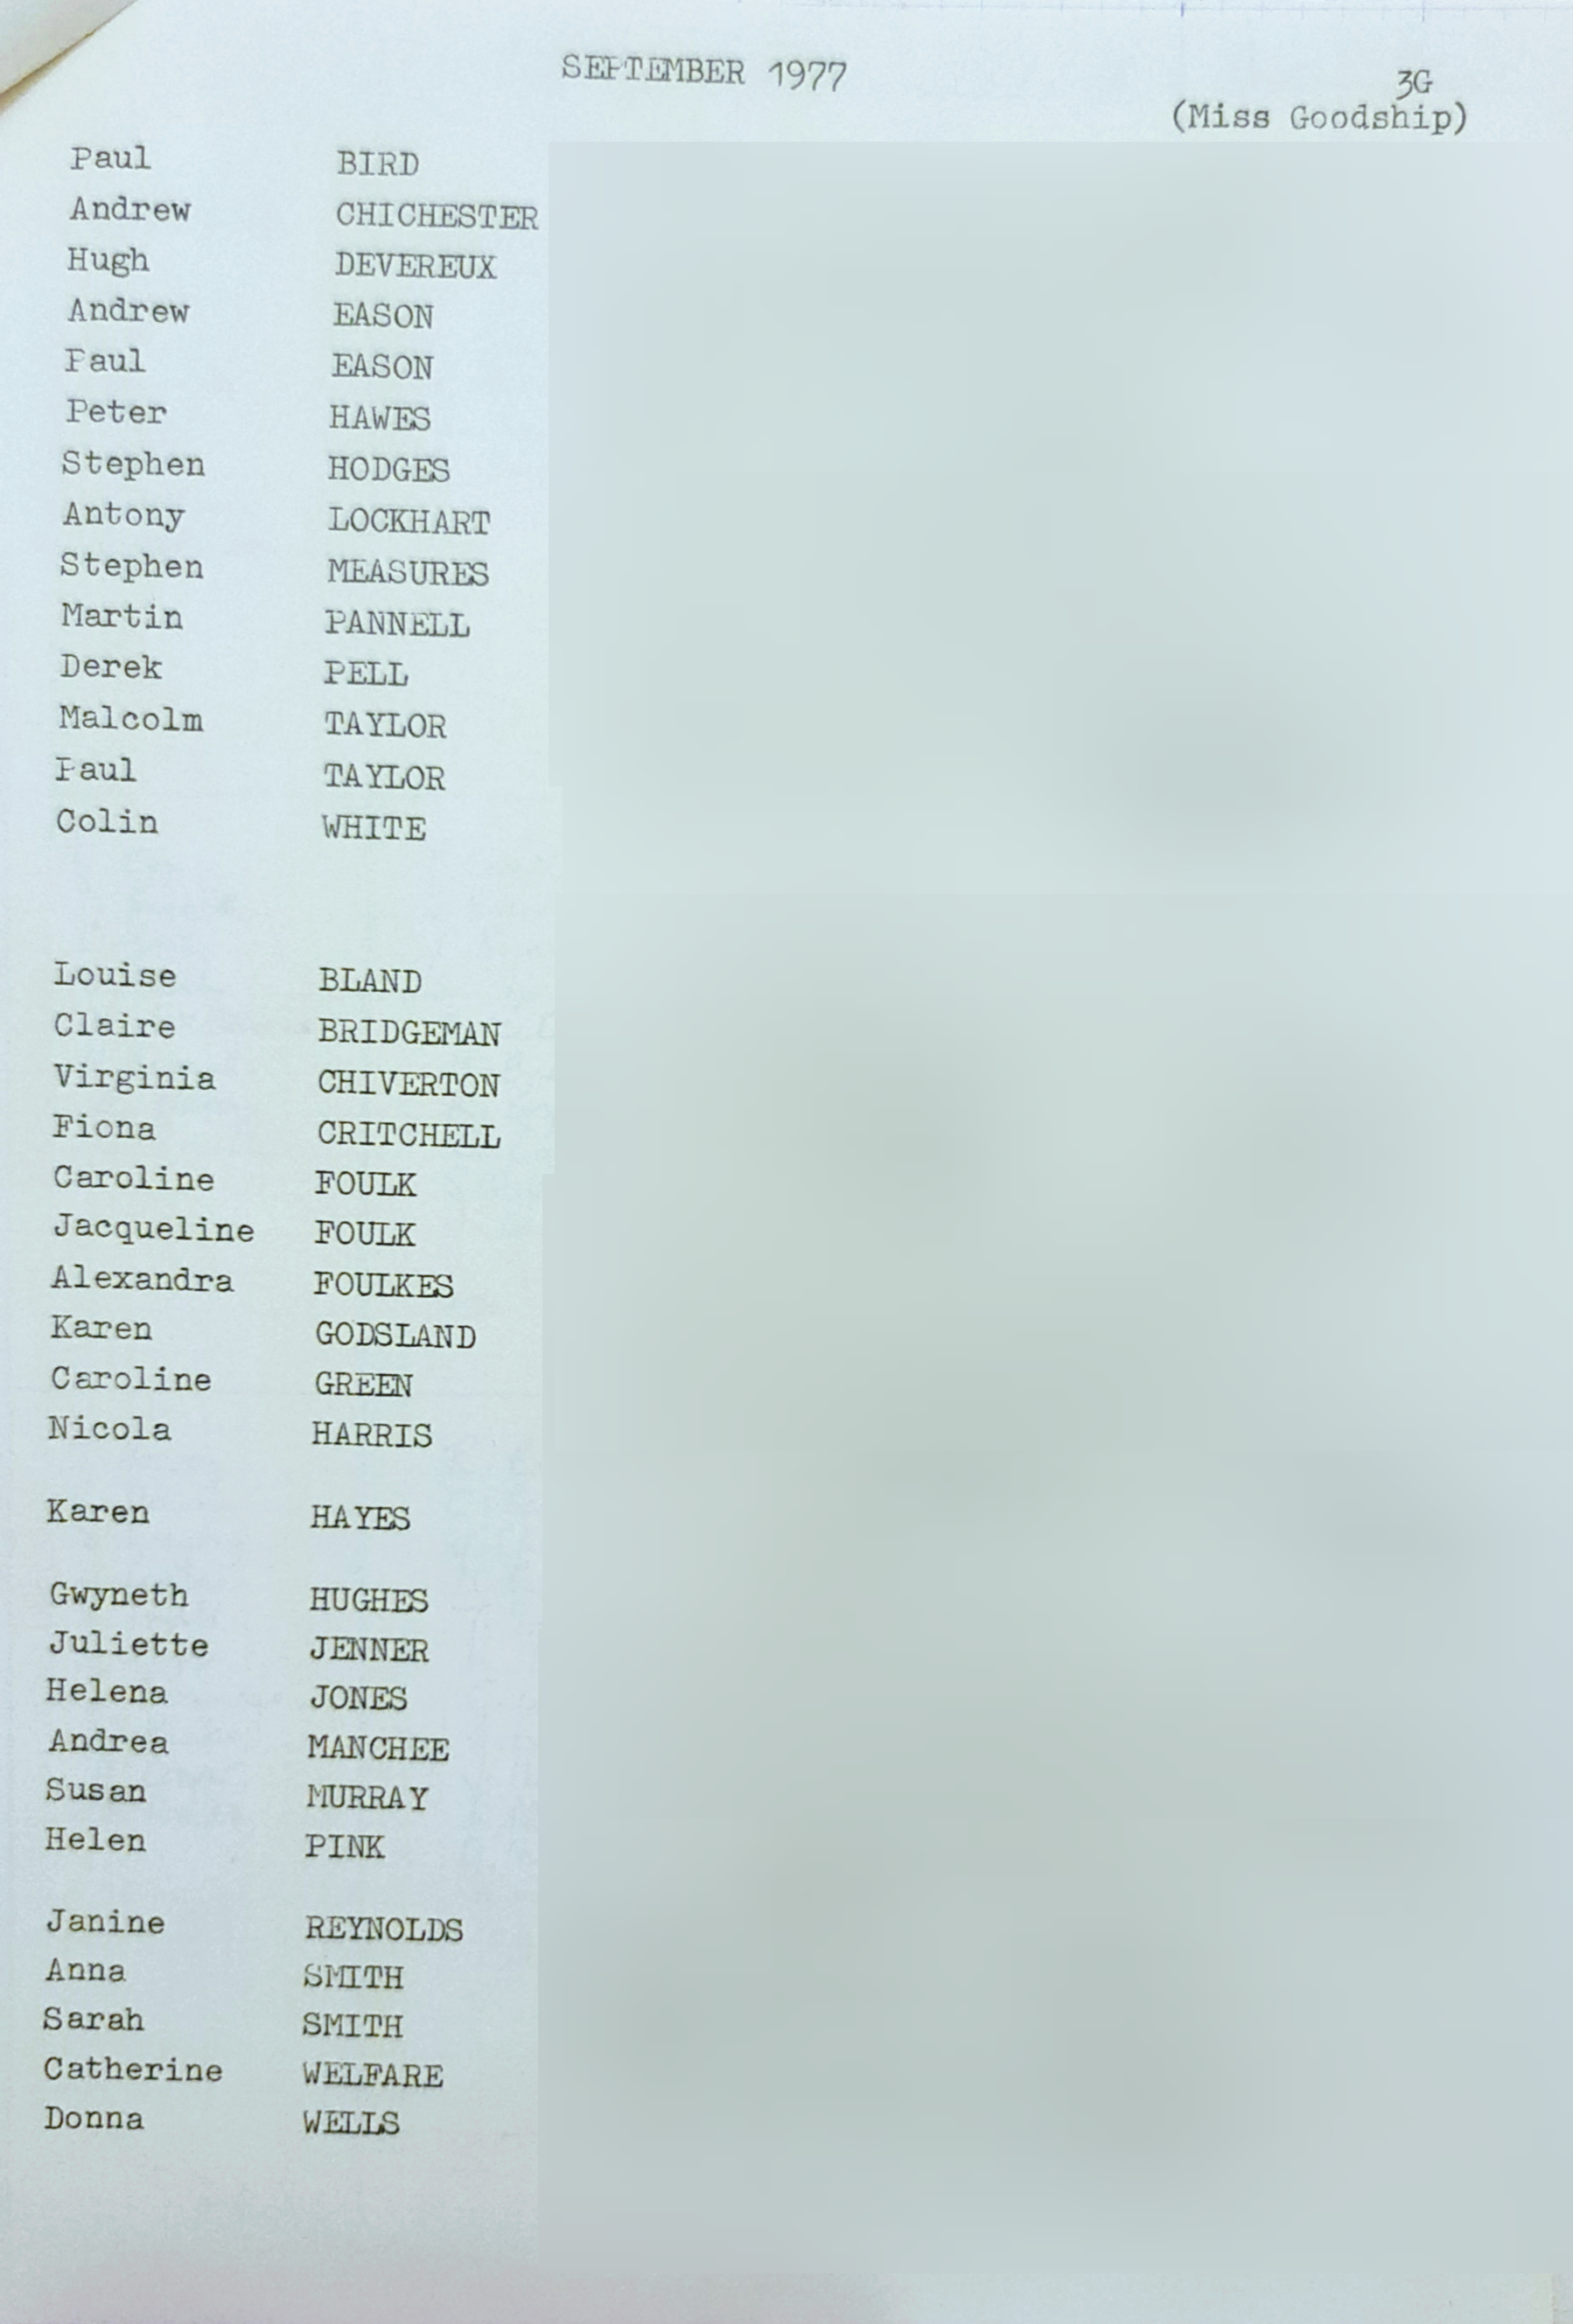 SEPTEMBER 1977
3G
(Miss Goodship)
Paul BIRD
Andrew CHICHESTER
Hugh DEVEREUX
Andrew EASON
Paul EASON
Peter HAWES
Stephen HODGES
Antony LOCKHART
Stephen MEASURES
Martin PANNELL
Derek PELL
Malcolm TAYLOR
Paul TAYLOR
Colin WHITE
Louise BLAND
Claire BRIDGEMAN
Virginia CHIVERTON
Fiona CRITCHELL
Caroline FOULK
Jacqueline FOULK
Alexandra FOULKES
Karen GODSLAND
Caroline GREEN
Nicola HARRIS
Karen HAYES
Gwyneth HUGHES
Juliette JENNER
Helena JONES
Andrea MANCHEE
Susan MURRAY
Helen PINK
Janine REYNOLDS
Anna SMITH
Sarah SMITH
Catherine WELFARE
Donna WELLS